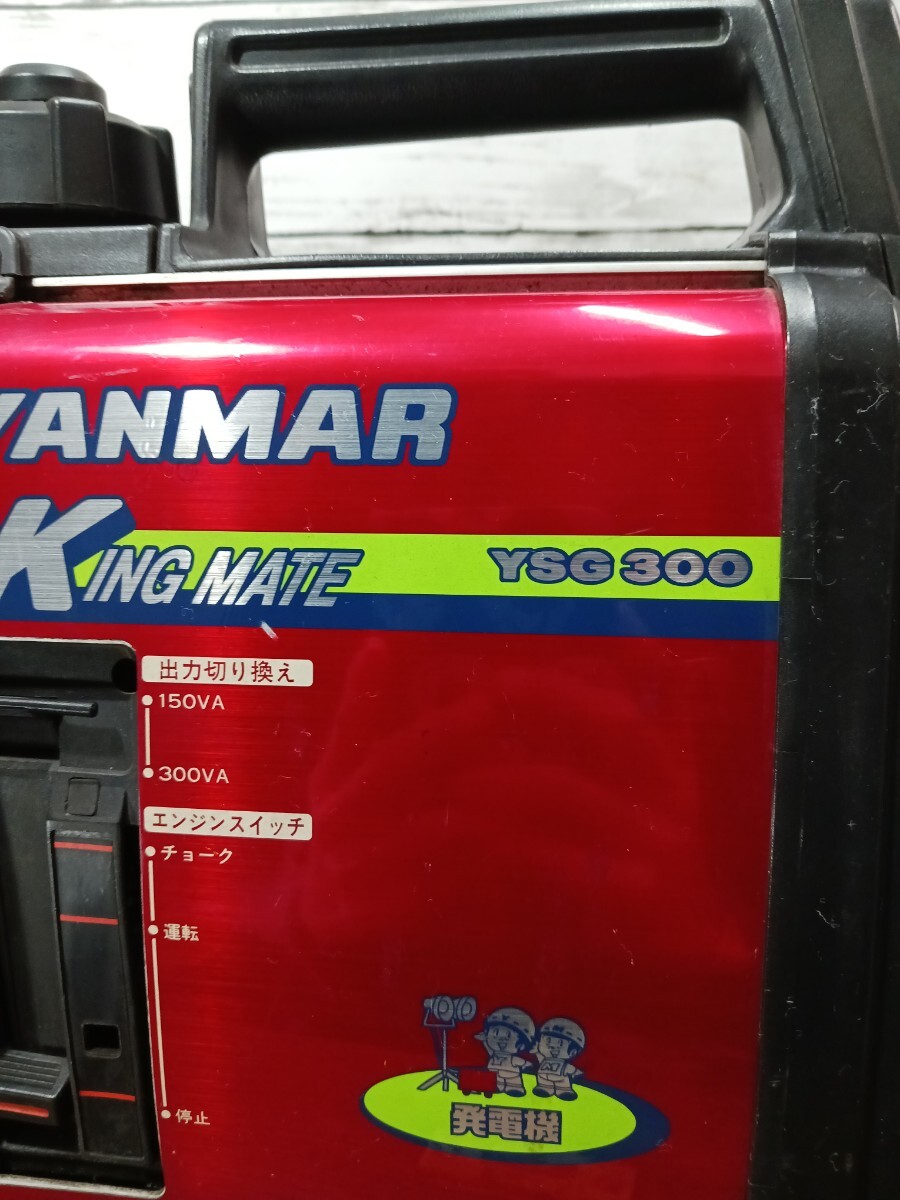 YANMAR
KING MATE YSG 300
出力切り換え
150VA
300VA
エンジンスイッチ
チョーク
運転
停止
発電機